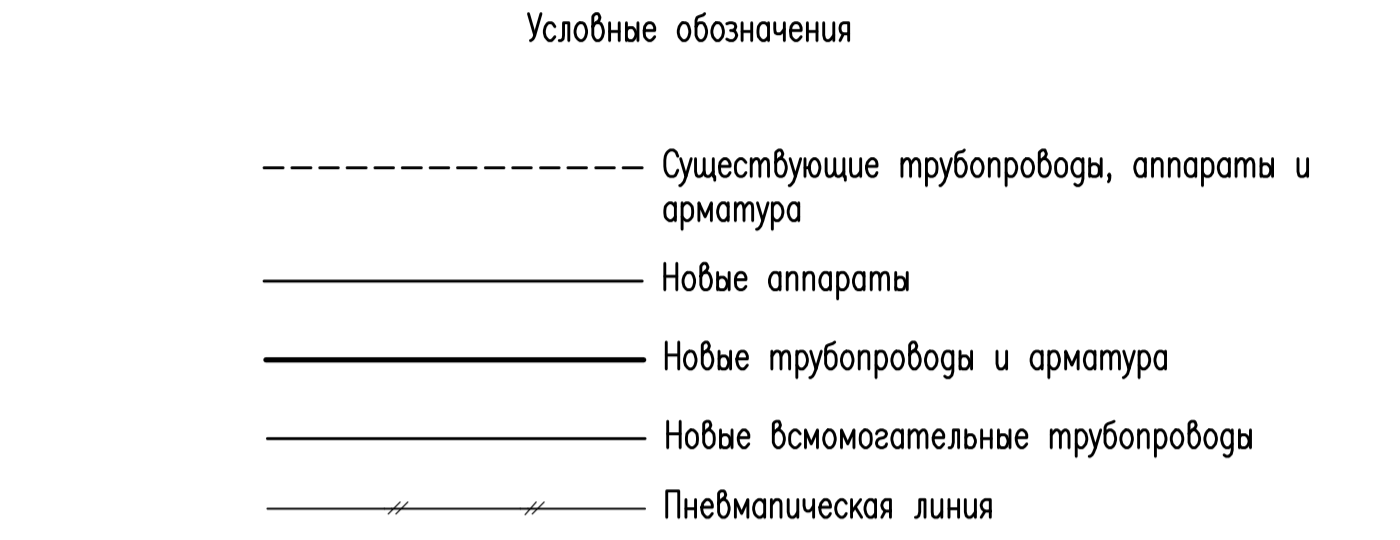 Условные обозначения
Существующие трубопроводы, аппараты и
арматура
Новые аппараты
Новые трубопроводы и арматура
Новые всмомогательные трубопроводы
Пневмапическая линия